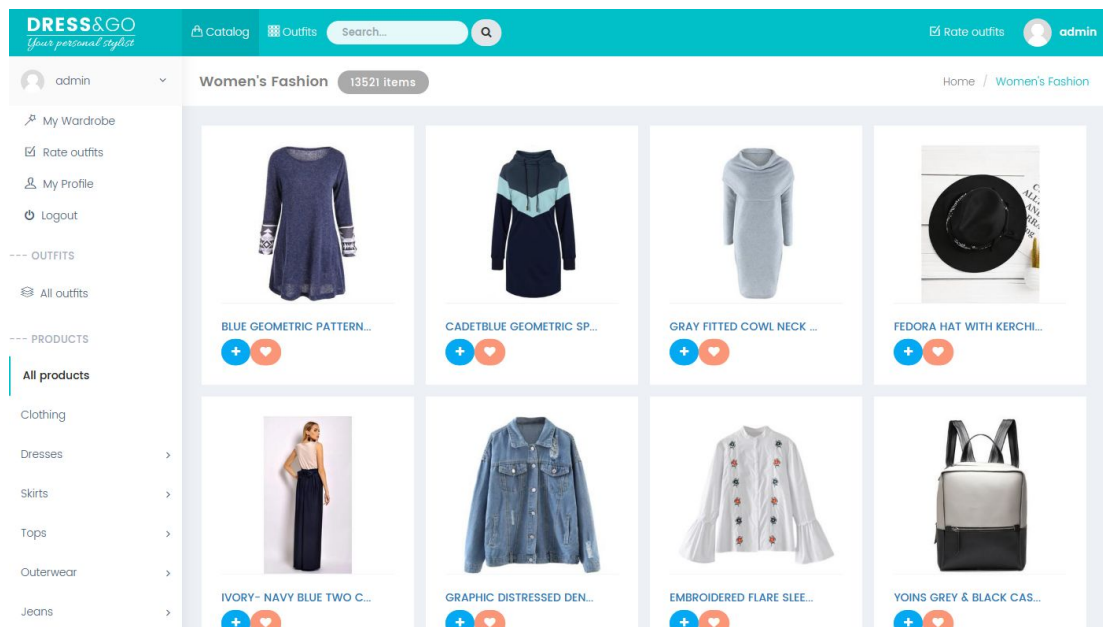 DRESS&GO
Your personal stylist
Catalog
Outfits
Search...
Rate outfits
admin
admin
Women's Fashion
13521 items
Home / Women's Fashion
My Wardrobe
Rate outfits
My Profile
Logout
--- OUTFITS
All outfits
--- PRODUCTS
All products
Clothing
Dresses
Skirts
Tops
Outerwear
Jeans
BLUE GEOMETRIC PATTERN...
CADETBLUE GEOMETRIC SP...
GRAY FITTED COWL NECK ...
FEDORA HAT WITH KERCHI...
IVORY- NAVY BLUE TWO C...
GRAPHIC DISTRESSED DEN...
EMBROIDERED FLARE SLEE...
YOINS GREY & BLACK CAS...